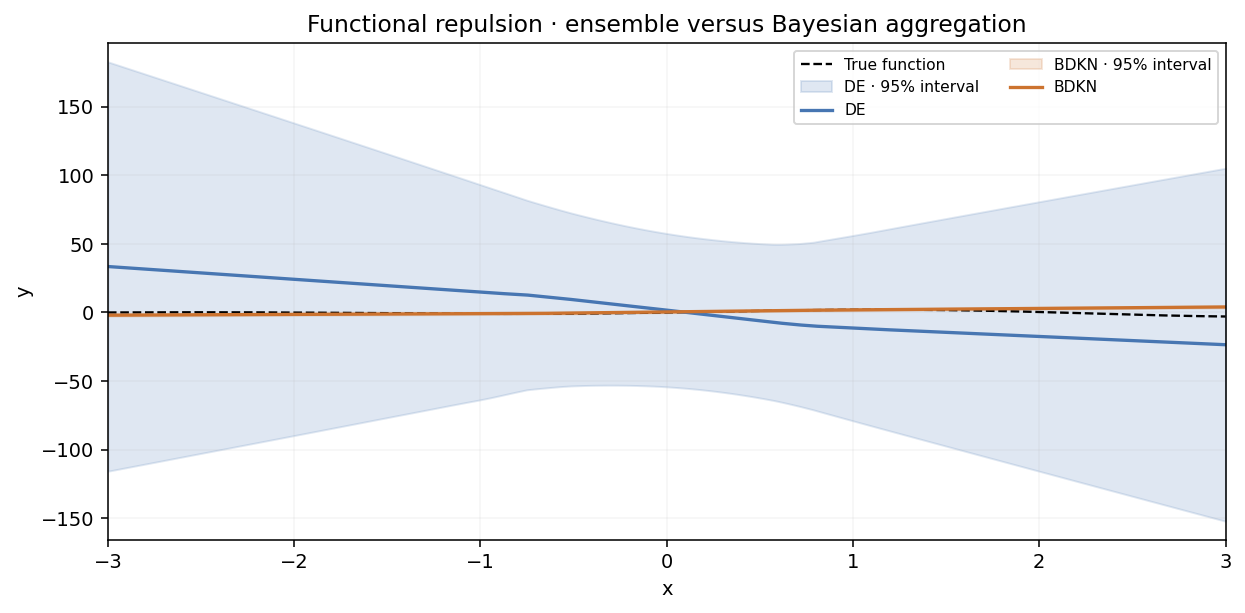 Functional repulsion · ensemble versus Bayesian aggregation
True function
DE · 95% interval
DE
BDKN · 95% interval
BDKN
y
150
100
50
0
−50
−100
−150
−3
−2
−1
0
1
2
3
x